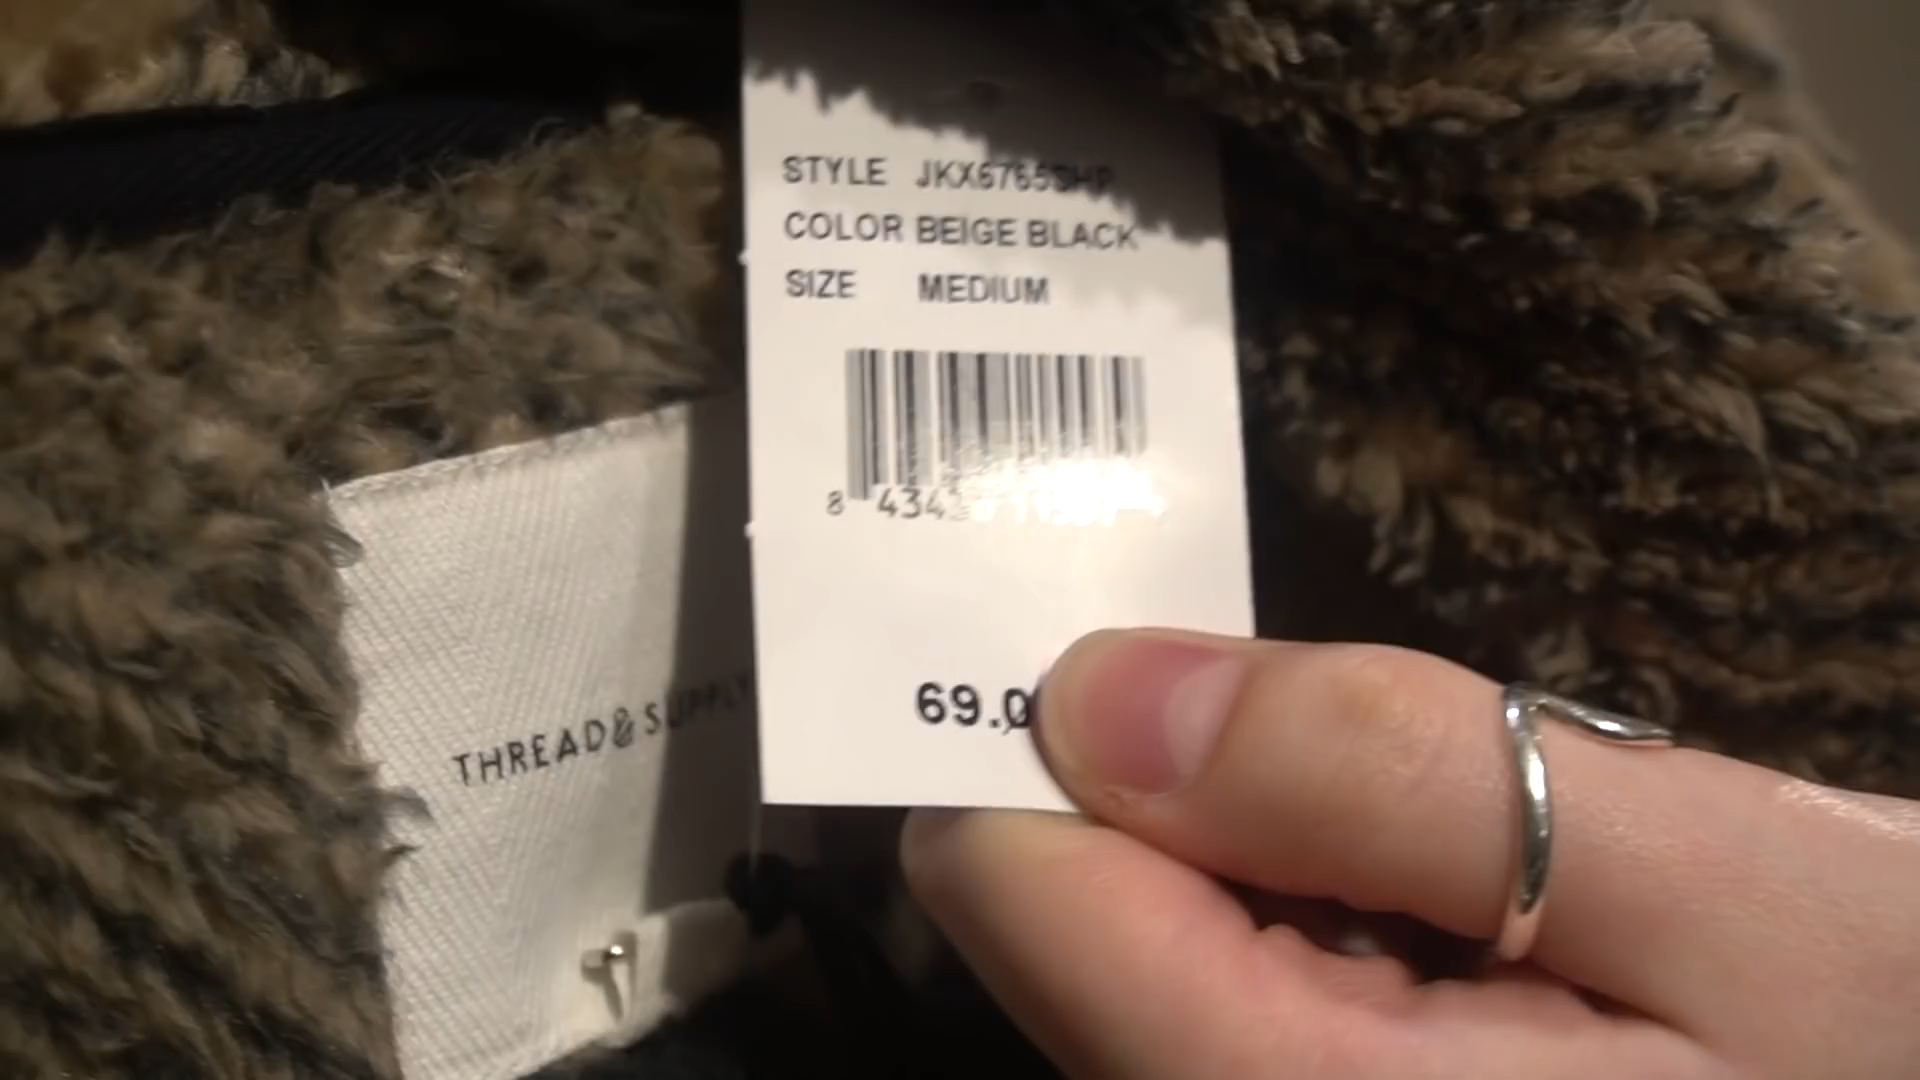 STYLE JKX6765SHP
COLOR BEIGE BLACK
SIZE MEDIUM
8 434
69.0
THREAD & SUPPLY